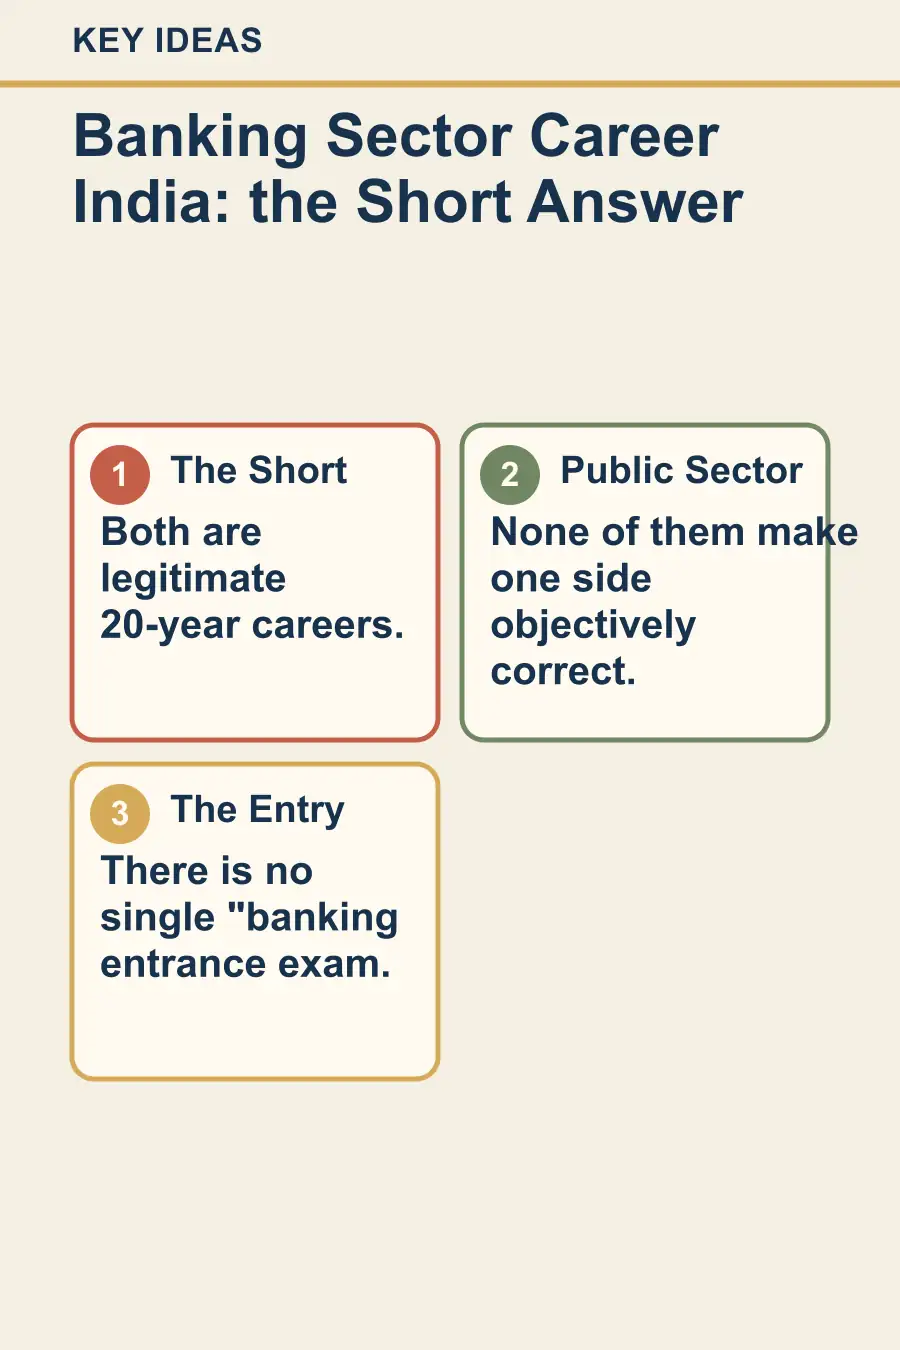 KEY IDEAS
Banking Sector Career
India: the Short Answer
1 The Short
Both are
legitimate
20-year careers.
2 Public Sector
None of them make
one side
objectively
correct.
3 The Entry
There is no
single "banking
entrance exam.